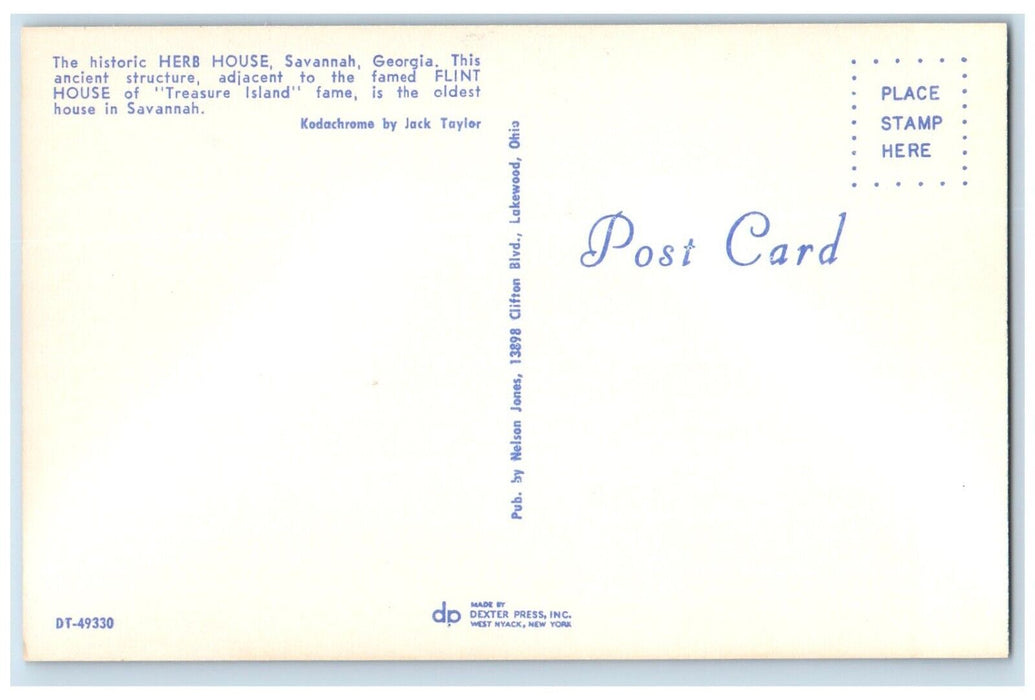 The historic HERB HOUSE, Savannah, Georgia. This
ancient structure, adjacent to the famed FLINT
HOUSE of "Treasure Island" fame, is the oldest
house in Savannah.
Kodachrome by Jack Taylor
Pub. by Nelson Jones, 13898 Clifton Blvd., Lakewood, Ohio
PLACE
STAMP
HERE
Post Card
DT-49330
dp
MADE BY
DEXTER PRESS, INC.
WEST NYACK, NEW YORK